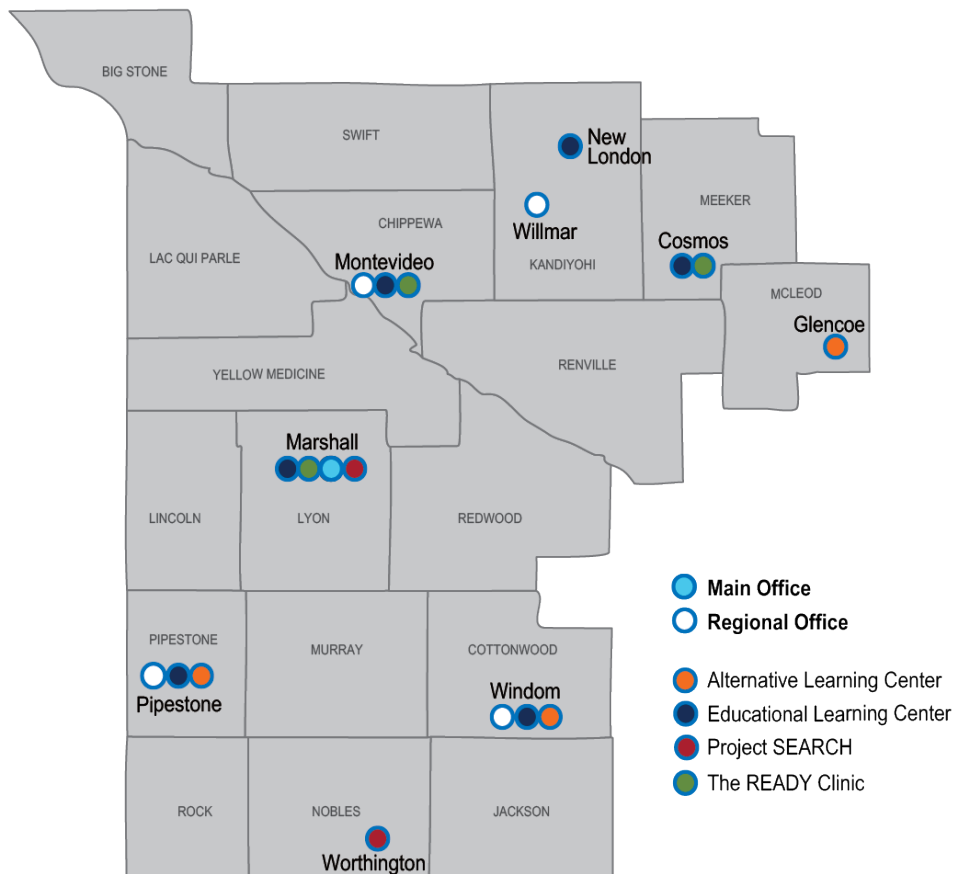 BIG STONE
SWIFT
New
London
MEEKER
CHIPPEWA
Willmar
Cosmos
LAC QUI PARLE
Montevideo
KANDIYOHI
MCLEOD
Glencoe
RENVILLE
YELLOW MEDICINE
Marshall
LINCOLN
LYON
REDWOOD
Main Office
Regional Office
PIPESTONE
MURRAY
COTTONWOOD
Pipestone
Windom
Alternative Learning Center
Educational Learning Center
Project SEARCH
The READY Clinic
ROCK
NOBLES
JACKSON
Worthington